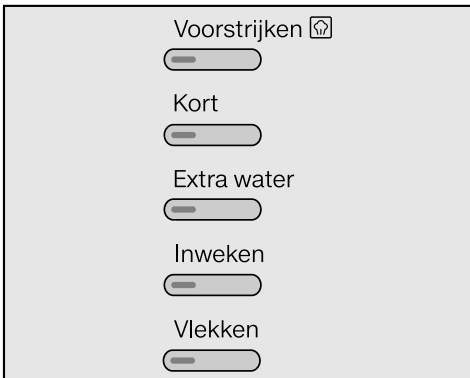 Voorstrijken
Kort
Extra water
Inweken
Vlekken